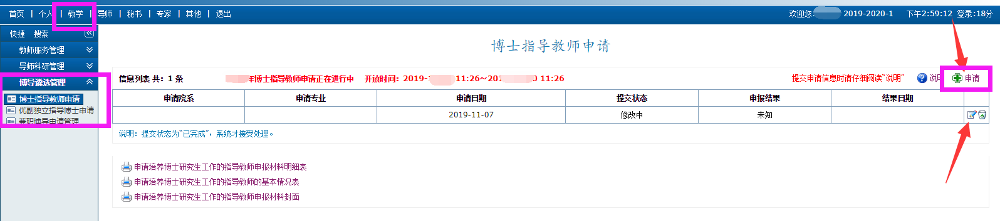 首页 | 个人 | 教学 | 导师 | 秘书 | 专家 | 其他 | 退出
欢迎您: 2019-2020-1 下午2:59:12 登录:18分
快捷 搜索
教师服务管理
导师科研管理
博导遴选管理
博士指导教师申请
优副独立指导博士申请
兼职博导申请管理
博士指导教师申请
信息列表 共：1 条 年博士指导教师申请正在进行中 开放时间：2019-1 11:26～201 0 11:26 提交申请信息时请仔细阅读“说明” 说明 申请
申请院系 申请专业 申请日期 提交状态 申报结果 结果日期
2019-11-07 修改中 未知
说明：提交状态为“已完成”，系统才接受处理。
申请培养博士研究生工作的指导教师申报材料明细表
申请培养博士研究生工作的指导教师的基本情况表
申请培养博士研究生工作的指导教师申报材料封面